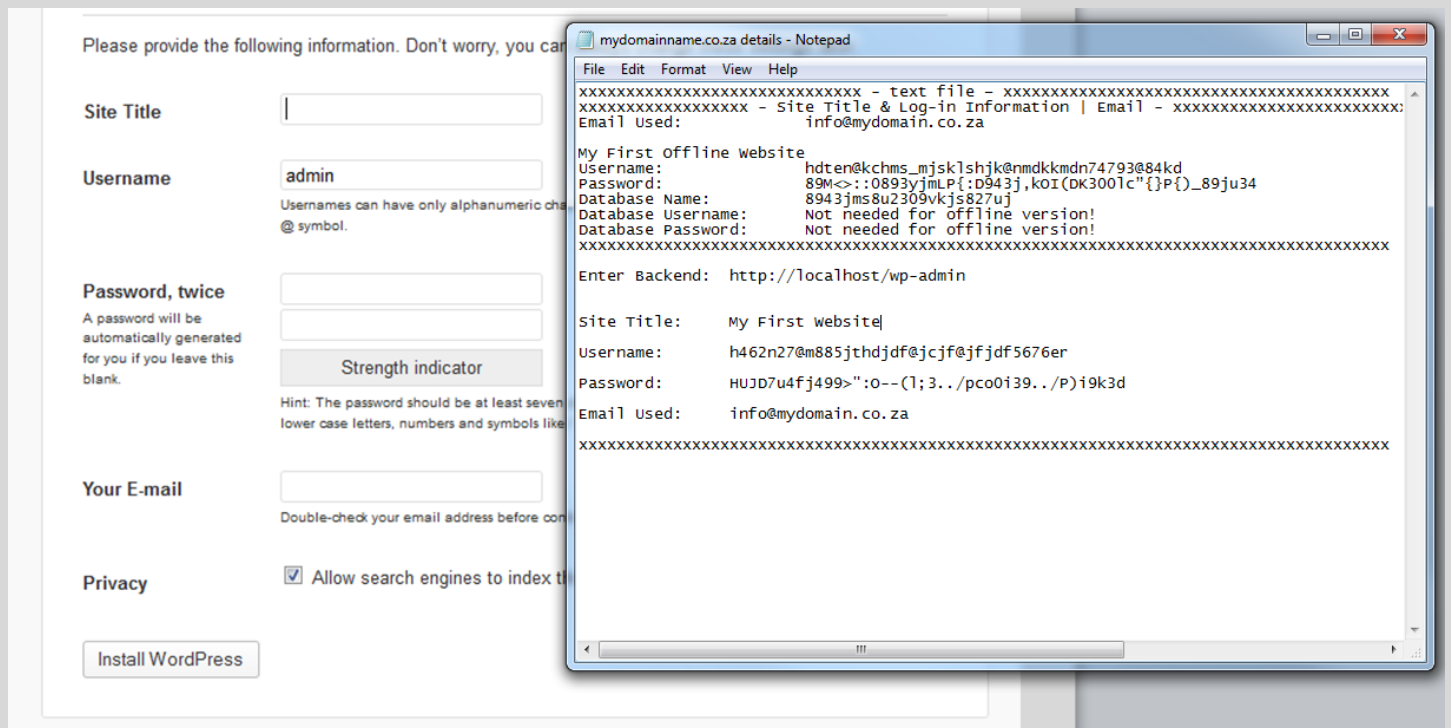 Please provide the following information. Don't worry, you can
Site Title
Username
admin
Usernames can have only alphanumeric cha
@ symbol.
Password, twice
A password will be
automatically generated
for you if you leave this
blank.
Strength indicator
Hint: The password should be at least seven
lower case letters, numbers and symbols like
Your E-mail
Double-check your email address before con
Privacy
Allow search engines to index th
Install WordPress
mydomainname.co.za details - Notepad
File Edit Format View Help
xxxxxxxxxxxxxxxxxxxxxxxxxxxxxx - text file – xxxxxxxxxxxxxxxxxxxxxxxxxxxxxxxxxxxxxxxxx
xxxxxxxxxxxxxxxxxx - Site Title & Log-in Information | Email - xxxxxxxxxxxxxxxxxxxxxxxxx
Email Used: info@mydomain.co.za
My First Offline Website
Username: hdten@kchms_mjsklshjk@nmdkkmdn74793@84kd
Password: 89M<>::O893yjmLP{:D943j,kOI(DK300lc"{}P{)_89ju34
Database Name: 8943jms8u2309vkjs827uj
Database Username: Not needed for offline version!
Database Password: Not needed for offline version!
xxxxxxxxxxxxxxxxxxxxxxxxxxxxxxxxxxxxxxxxxxxxxxxxxxxxxxxxxxxxxxxxxxxxxxxxxxxxxxxxxxxxxx
Enter Backend: http://localhost/wp-admin
Site Title: My First Website
Username: h462n27@m885jthdjdf@jcjf@jfjdf5676er
Password: HUJD7u4fj499>":O--(l;3../pco0i39../P)i9k3d
Email Used: info@mydomain.co.za
xxxxxxxxxxxxxxxxxxxxxxxxxxxxxxxxxxxxxxxxxxxxxxxxxxxxxxxxxxxxxxxxxxxxxxxxxxxxxxxxxxxxxx